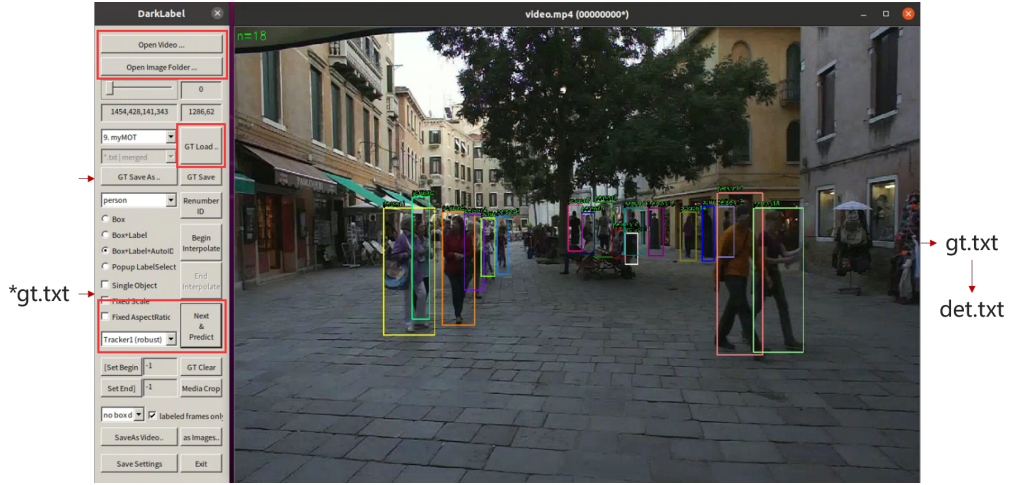 DarkLabel
video.mp4 (00000000*)
n=18
Open Video ...
Open Image Folder ...
0
1454,428,141,343
1286,62
9. myMOT
GT Load ..
*.txt | merged
GT Save As ..
GT Save
person
Renumber
ID
Box
Box+Label
Begin
Interpolate
Box+Label+AutoID
Popup LabelSelect
End
Interpolate
Single Object
Fixed Scale
Fixed AspectRatio
Next
&
Predict
Tracker1 (robust)
[Set Begin
-1
GT Clear
Set End]
-1
Media Crop
no box d
labeled frames only
SaveAs Video..
as Images..
Save Settings
Exit
*gt.txt
gt.txt
det.txt